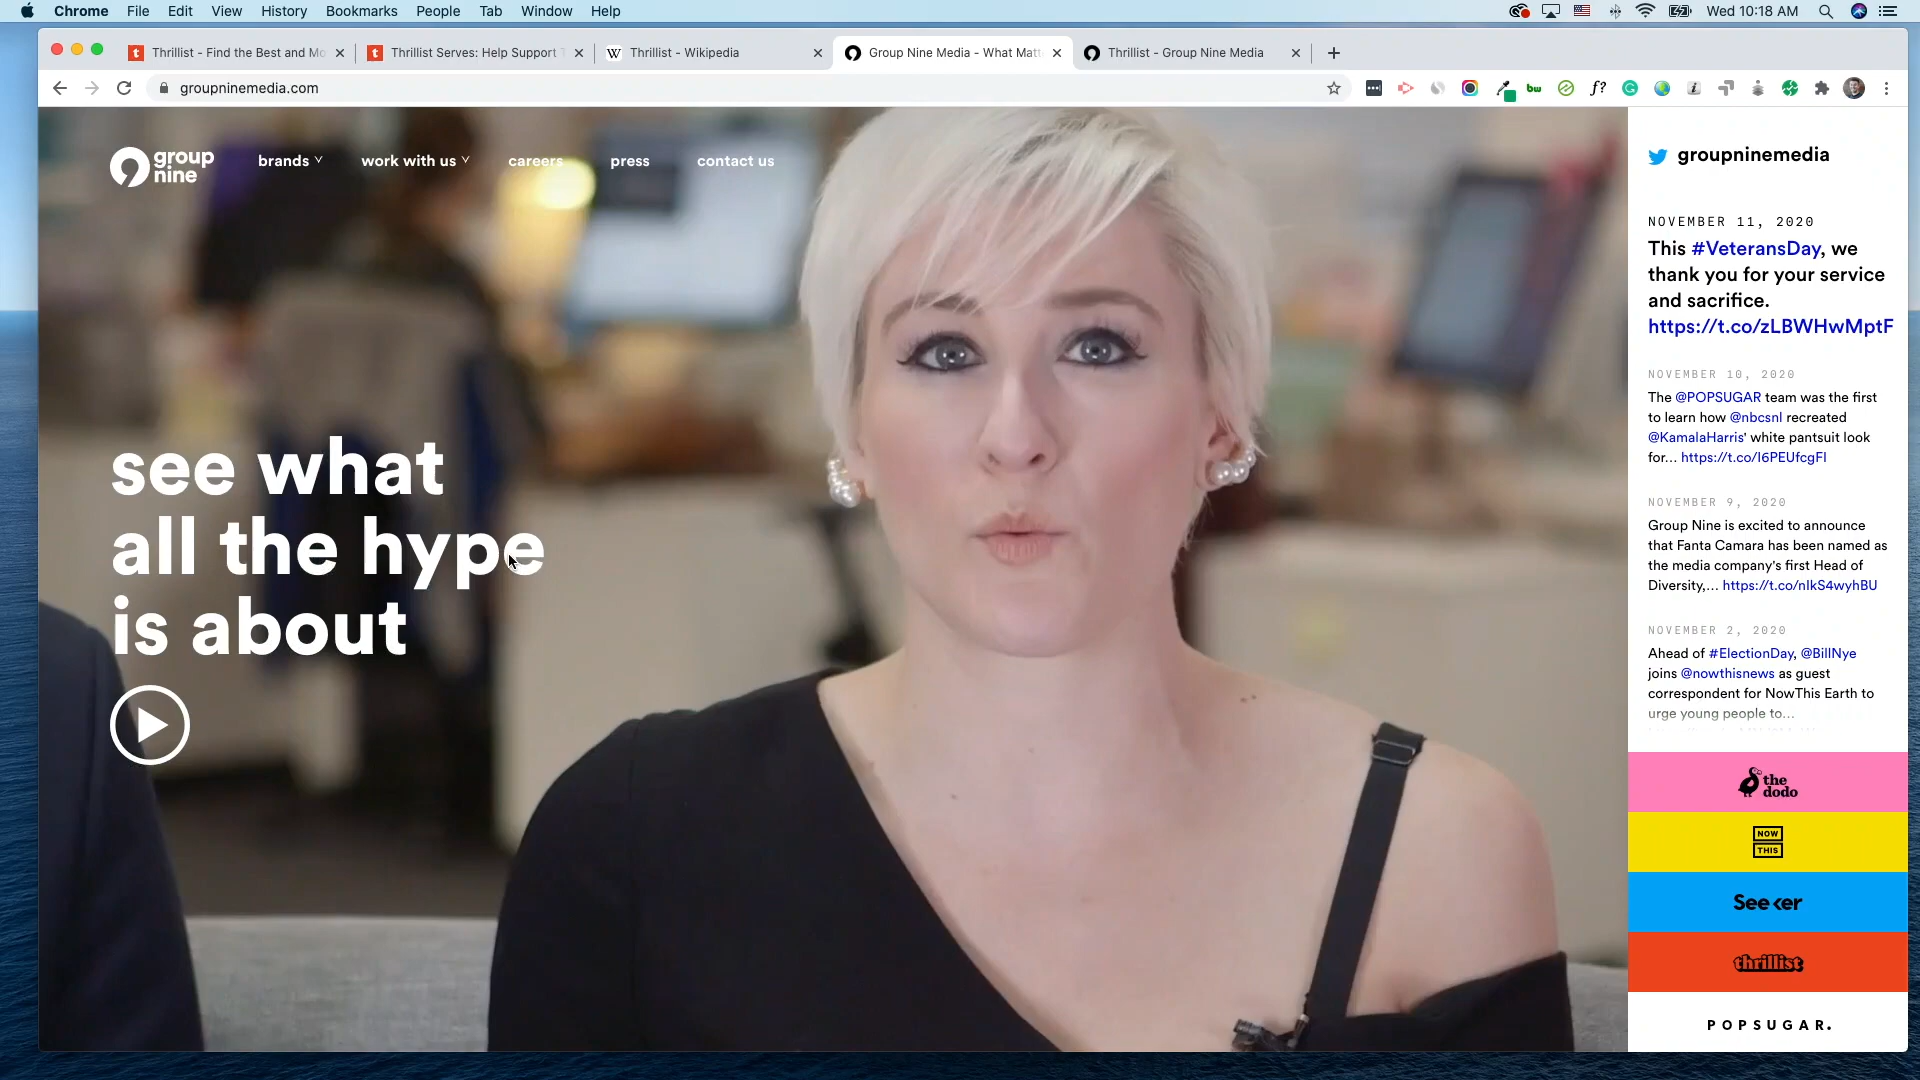 Chrome File Edit View History Bookmarks People Tab Window Help
Wed 10:18 AM
Thrillist - Find the Best and Mo
Thrillist Serves: Help Support
Thrillist - Wikipedia
Group Nine Media - What Matt
Thrillist - Group Nine Media
groupninemedia.com
group
nine
brands
work with us
careers
press
contact us
see what
all the hype
is about
groupninemedia
NOVEMBER 11, 2020
This #VeteransDay, we
thank you for your service
and sacrifice.
https://t.co/zLBWHwMptF
NOVEMBER 10, 2020
The @POPSUGAR team was the first
to learn how @nbcsnl recreated
@KamalaHarris' white pantsuit look
for... https://t.co/I6PEUfcgFI
NOVEMBER 9, 2020
Group Nine is excited to announce
that Fanta Camara has been named as
the media company's first Head of
Diversity,... https://t.co/nIkS4wyhBU
NOVEMBER 2, 2020
Ahead of #ElectionDay, @BillNye
joins @nowthisnews as guest
correspondent for NowThis Earth to
urge young people to...
the
dodo
NOW
THIS
Seeker
thrillist
POPSUGAR.